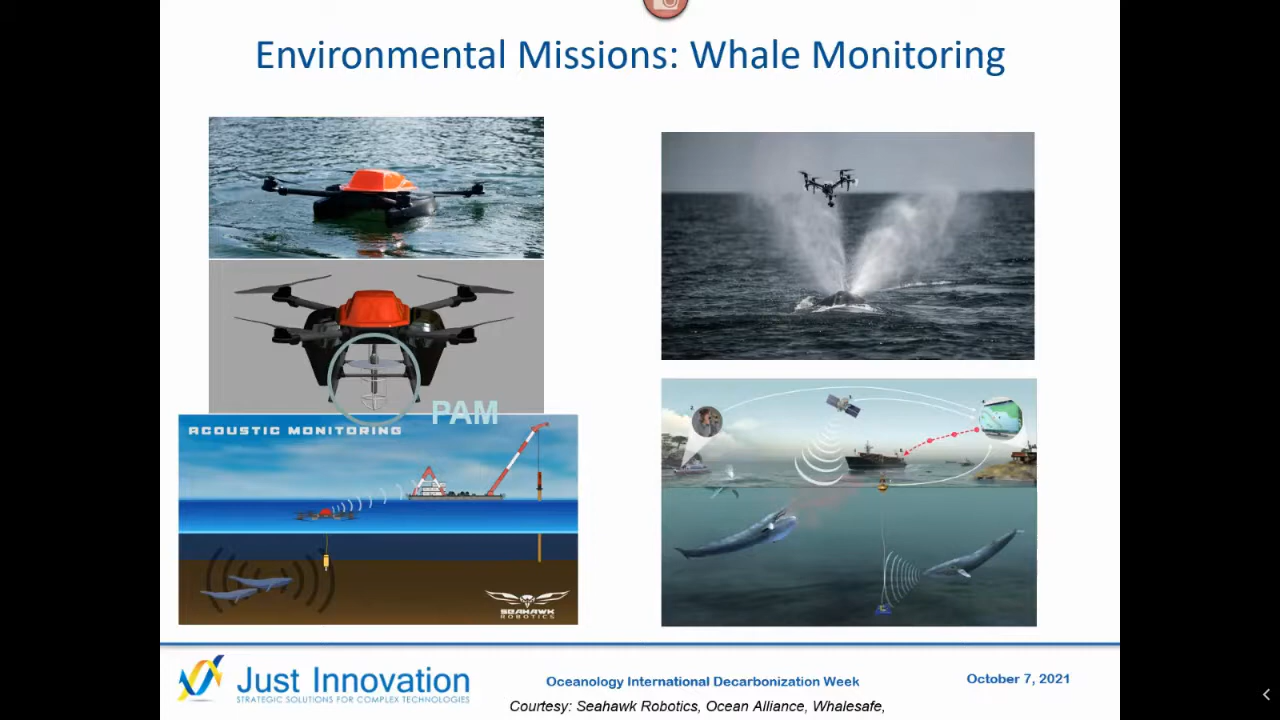 Environmental Missions: Whale Monitoring
PAM
ACOUSTIC MONITORING
SEAHAWK
ROBOTICS
Just Innovation
STRATEGIC SOLUTIONS FOR COMPLEX TECHNOLOGIES
Oceanology International Decarbonization Week
October 7, 2021
Courtesy: Seahawk Robotics, Ocean Alliance, Whalesafe,